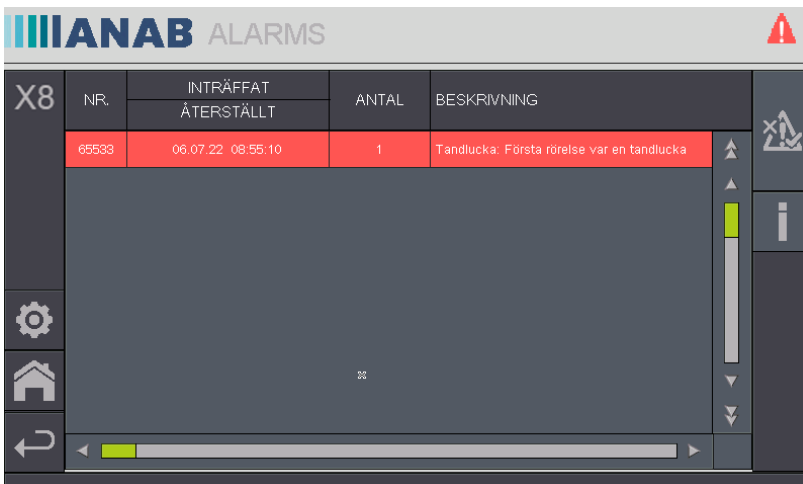 ANAB ALARMS
X8
NR.
INTRÄFFAT
ÅTERSTÄLLT
ANTAL
BESKRIVNING
65533 06.07.22 08:55:10 1 Tandlucka: Första rörelse var en tandlucka